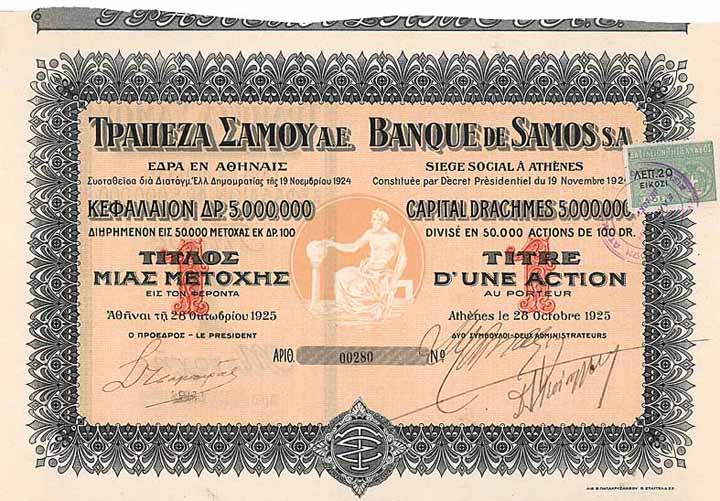 ΤΡΑΠΕΖΑ ΣΑΜΟΥ Α.Ε.
ΕΔΡΑ ΕΝ ΑΘΗΝΑΙΣ
Συσταθεῖσα διὰ Διατάγμ. Ἑλλ Δημοκρατίας τῆς 19 Νοεμβρίου 1924
ΚΕΦΑΛΑΙΟΝ ΔΡ. 5.000.000
ΔΙΗΡΗΜΕΝΟΝ ΕΙΣ 50.000 ΜΕΤΟΧΑΣ ΕΚ ΔΡ. 100
1
ΤΙΤΛΟΣ
ΜΙΑΣ ΜΕΤΟΧΗΣ
ΕΙΣ ΤΟΝ ΦΕΡΟΝΤΑ
Ἀθῆναι τῇ 28 Ὀκτωβρίου 1925
Ο ΠΡΟΕΔΡΟΣ - LE PRESIDENT
BANQUE DE SAMOS S.A.
SIEGE SOCIAL À ATHÈNES
Constituée par Décret Présidentiel du 19 Novembre 1924
CAPITAL DRACHMES 5.000.000
DIVISÉ EN 50.000 ACTIONS DE 100 DR.
1
TITRE
D'UNE ACTION
AU PORTEUR
Athènes le 28 Octobre 1925
ΔΥΟ ΣΥΜΒΟΥΛΟΙ - DEUX ADMINISTRATEURS
ΑΡΙΘ. 00280 Nº
ΛΕΠ. 20
ΕΙΚΟΣΙ